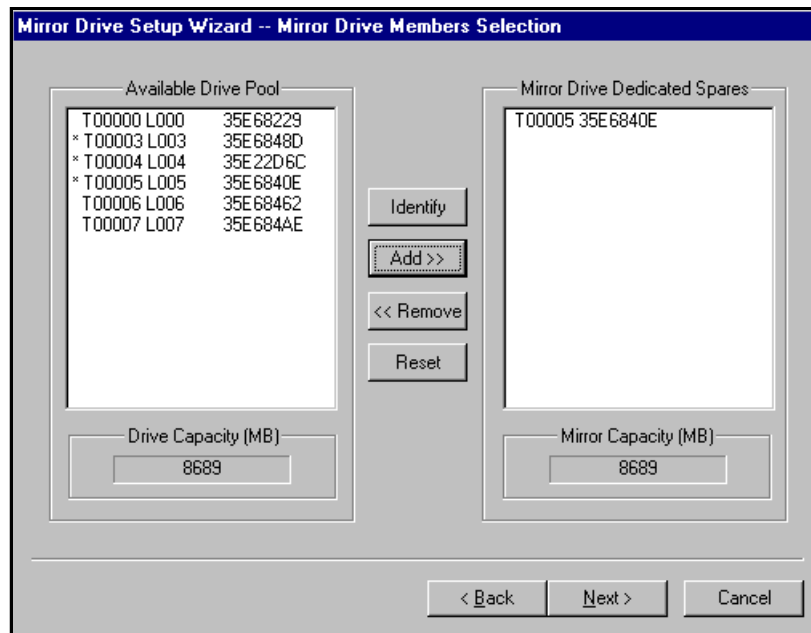 Mirror Drive Setup Wizard -- Mirror Drive Members Selection
Available Drive Pool
T00000 L000 35E68229
* T00003 L003 35E6848D
* T00004 L004 35E22D6C
* T00005 L005 35E6840E
T00006 L006 35E68462
T00007 L007 35E684AE
Drive Capacity (MB)
8689
Identify
Add >>
<< Remove
Reset
Mirror Drive Dedicated Spares
T00005 35E6840E
Mirror Capacity (MB)
8689
< Back
Next >
Cancel